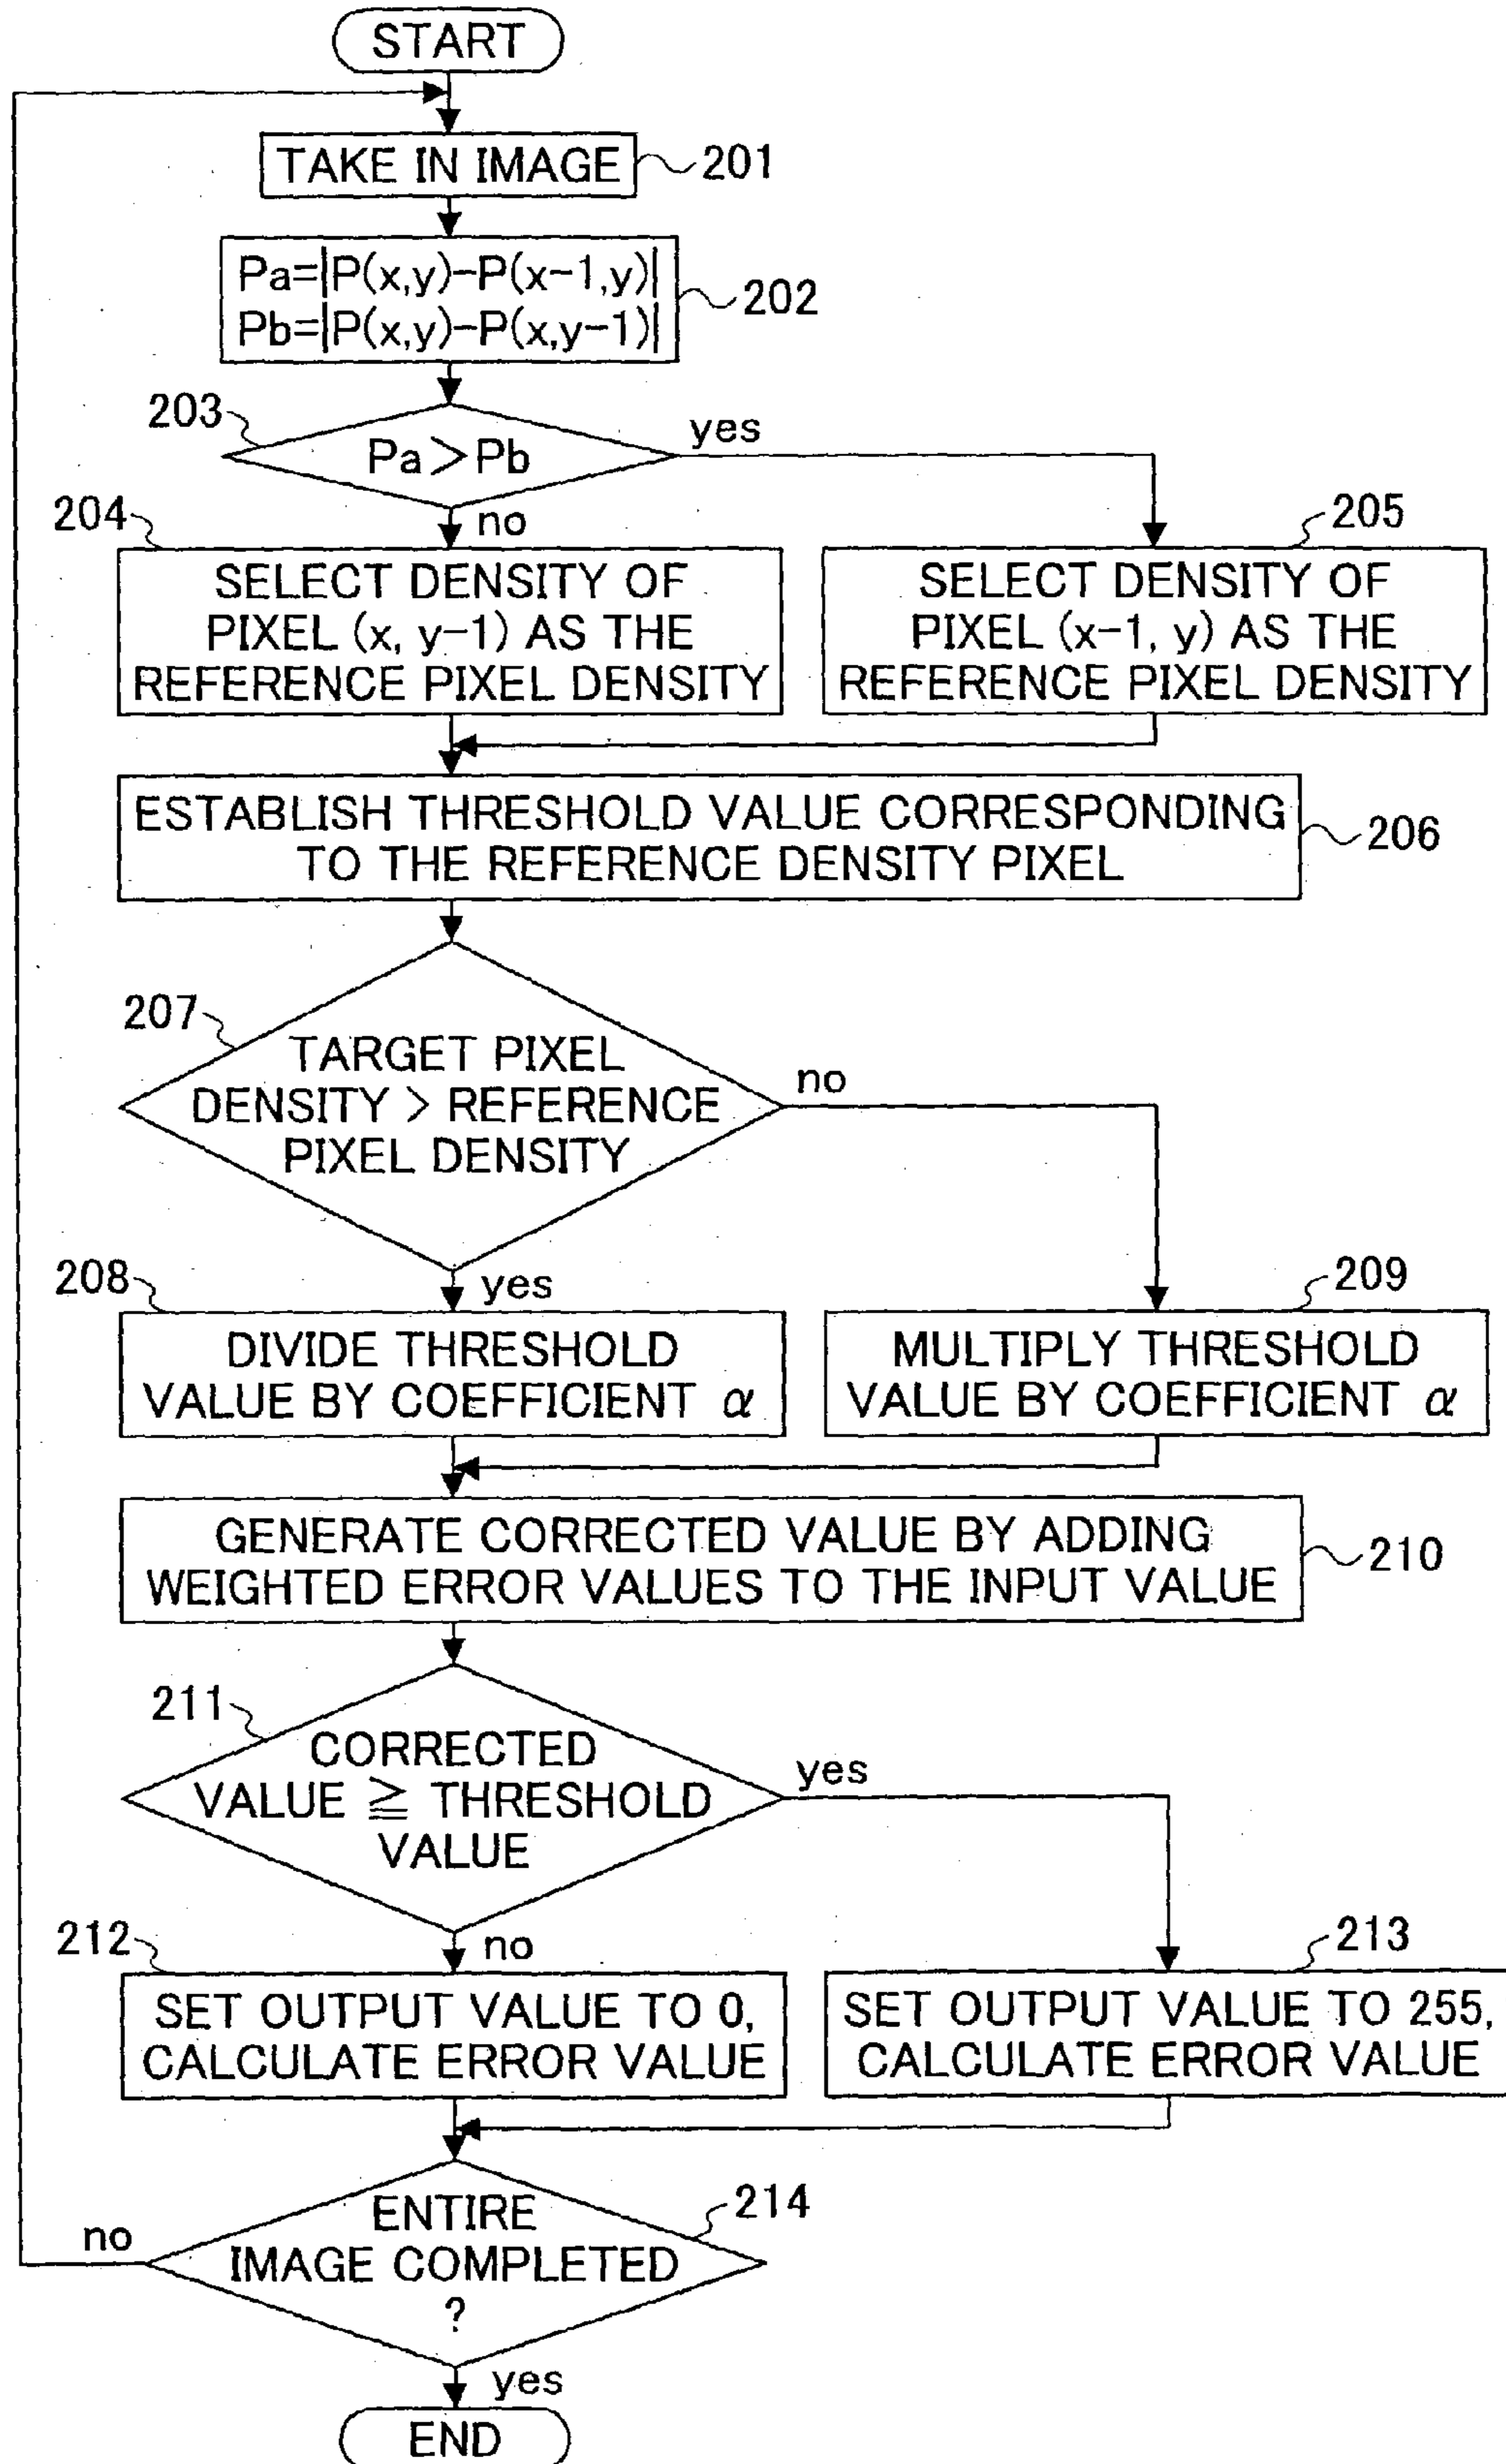 START
TAKE IN IMAGE
201
Pa=|P(x,y)-P(x-1,y)|
Pb=|P(x,y)-P(x,y-1)|
202
203
Pa>Pb
yes
no
204
SELECT DENSITY OF
PIXEL (x, y-1) AS THE
REFERENCE PIXEL DENSITY
205
SELECT DENSITY OF
PIXEL (x-1, y) AS THE
REFERENCE PIXEL DENSITY
ESTABLISH THRESHOLD VALUE CORRESPONDING
TO THE REFERENCE DENSITY PIXEL
206
207
TARGET PIXEL
DENSITY > REFERENCE
PIXEL DENSITY
no
yes
208
DIVIDE THRESHOLD
VALUE BY COEFFICIENT α
209
MULTIPLY THRESHOLD
VALUE BY COEFFICIENT α
GENERATE CORRECTED VALUE BY ADDING
WEIGHTED ERROR VALUES TO THE INPUT VALUE
210
211
CORRECTED
VALUE ≧ THRESHOLD
VALUE
yes
no
212
SET OUTPUT VALUE TO 0,
CALCULATE ERROR VALUE
213
SET OUTPUT VALUE TO 255,
CALCULATE ERROR VALUE
214
ENTIRE
IMAGE COMPLETED
?
no
yes
END